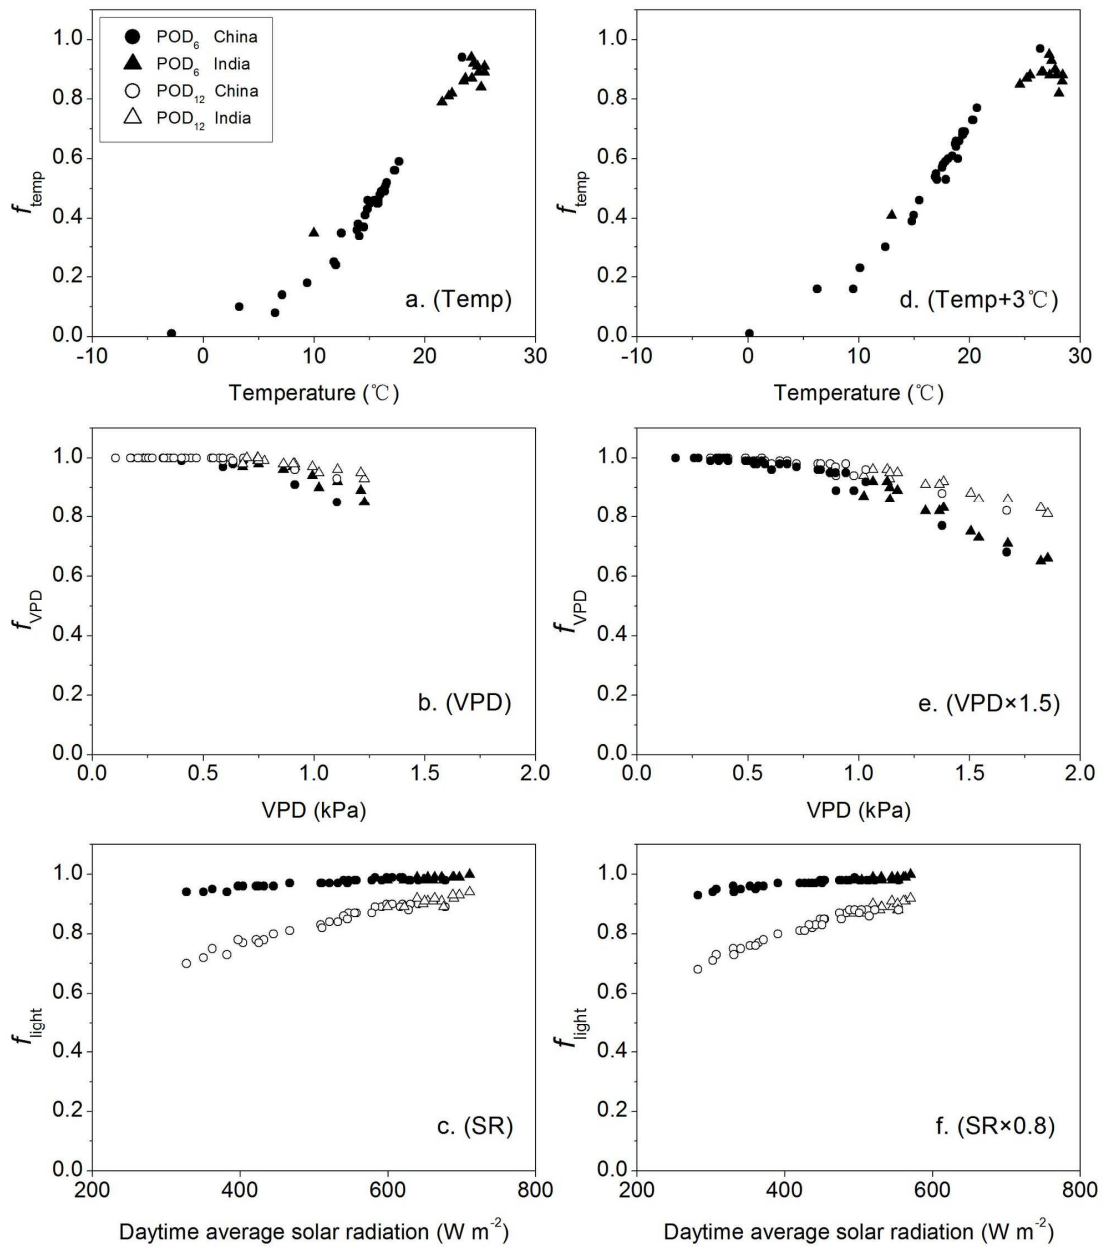 POD6 China
POD6 India
POD12 China
POD12 India
1.0
0.8
0.6
0.4
0.2
0.0
ftemp
a. (Temp)
-10 0 10 20 30
Temperature (℃)
1.0
0.8
0.6
0.4
0.2
0.0
ftemp
d. (Temp+3℃)
-10 0 10 20 30
Temperature (℃)
1.0
0.8
0.6
0.4
0.2
0.0
fVPD
b. (VPD)
0.0 0.5 1.0 1.5 2.0
VPD (kPa)
1.0
0.8
0.6
0.4
0.2
0.0
fVPD
e. (VPD×1.5)
0.0 0.5 1.0 1.5 2.0
VPD (kPa)
1.0
0.8
0.6
0.4
0.2
0.0
flight
c. (SR)
200 400 600 800
Daytime average solar radiation (W m-2)
1.0
0.8
0.6
0.4
0.2
0.0
flight
f. (SR×0.8)
200 400 600 800
Daytime average solar radiation (W m-2)